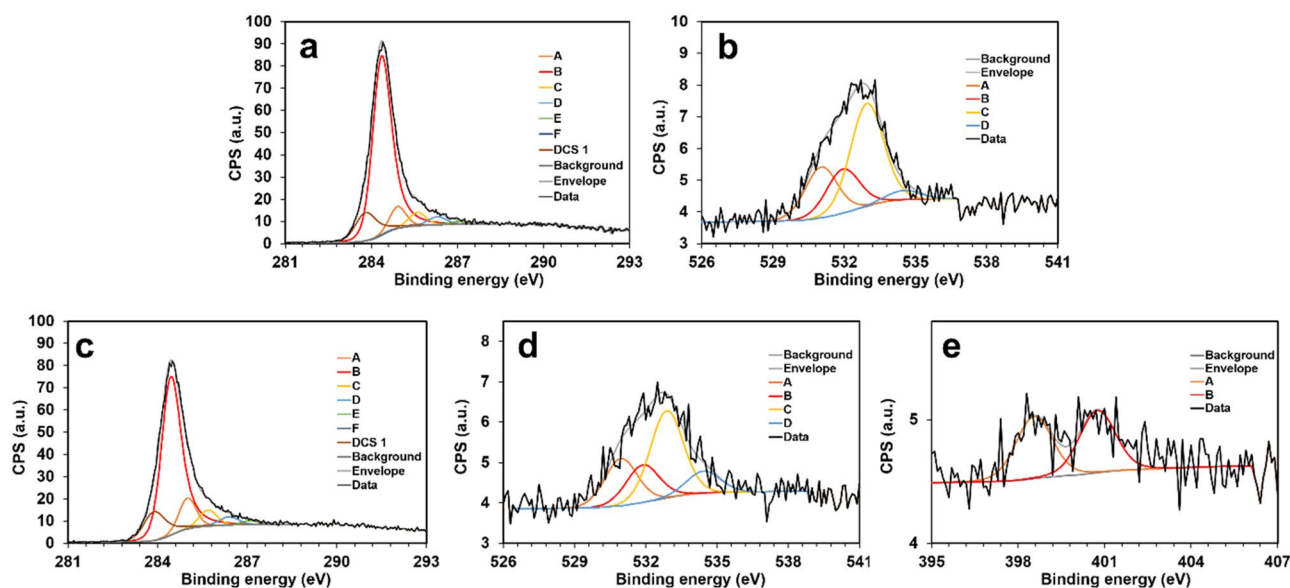 a
CPS (a.u.)
100
90
80
70
60
50
40
30
20
10
0
A
B
C
D
E
F
DCS 1
Background
Envelope
Data
281
284
287
290
293
Binding energy (eV)
b
CPS (a.u.)
10
9
8
7
6
5
4
3
Background
Envelope
A
B
C
D
Data
526
529
532
535
538
541
Binding energy (eV)
c
CPS (a.u.)
100
90
80
70
60
50
40
30
20
10
0
A
B
C
D
E
F
DCS 1
Background
Envelope
Data
281
284
287
290
293
Binding energy (eV)
d
CPS (a.u.)
8
7
6
5
4
3
Background
Envelope
A
B
C
D
Data
526
529
532
535
538
541
Binding energy (eV)
e
CPS (a.u.)
5
4
Background
Envelope
A
B
Data
395
398
401
404
407
Binding energy (eV)